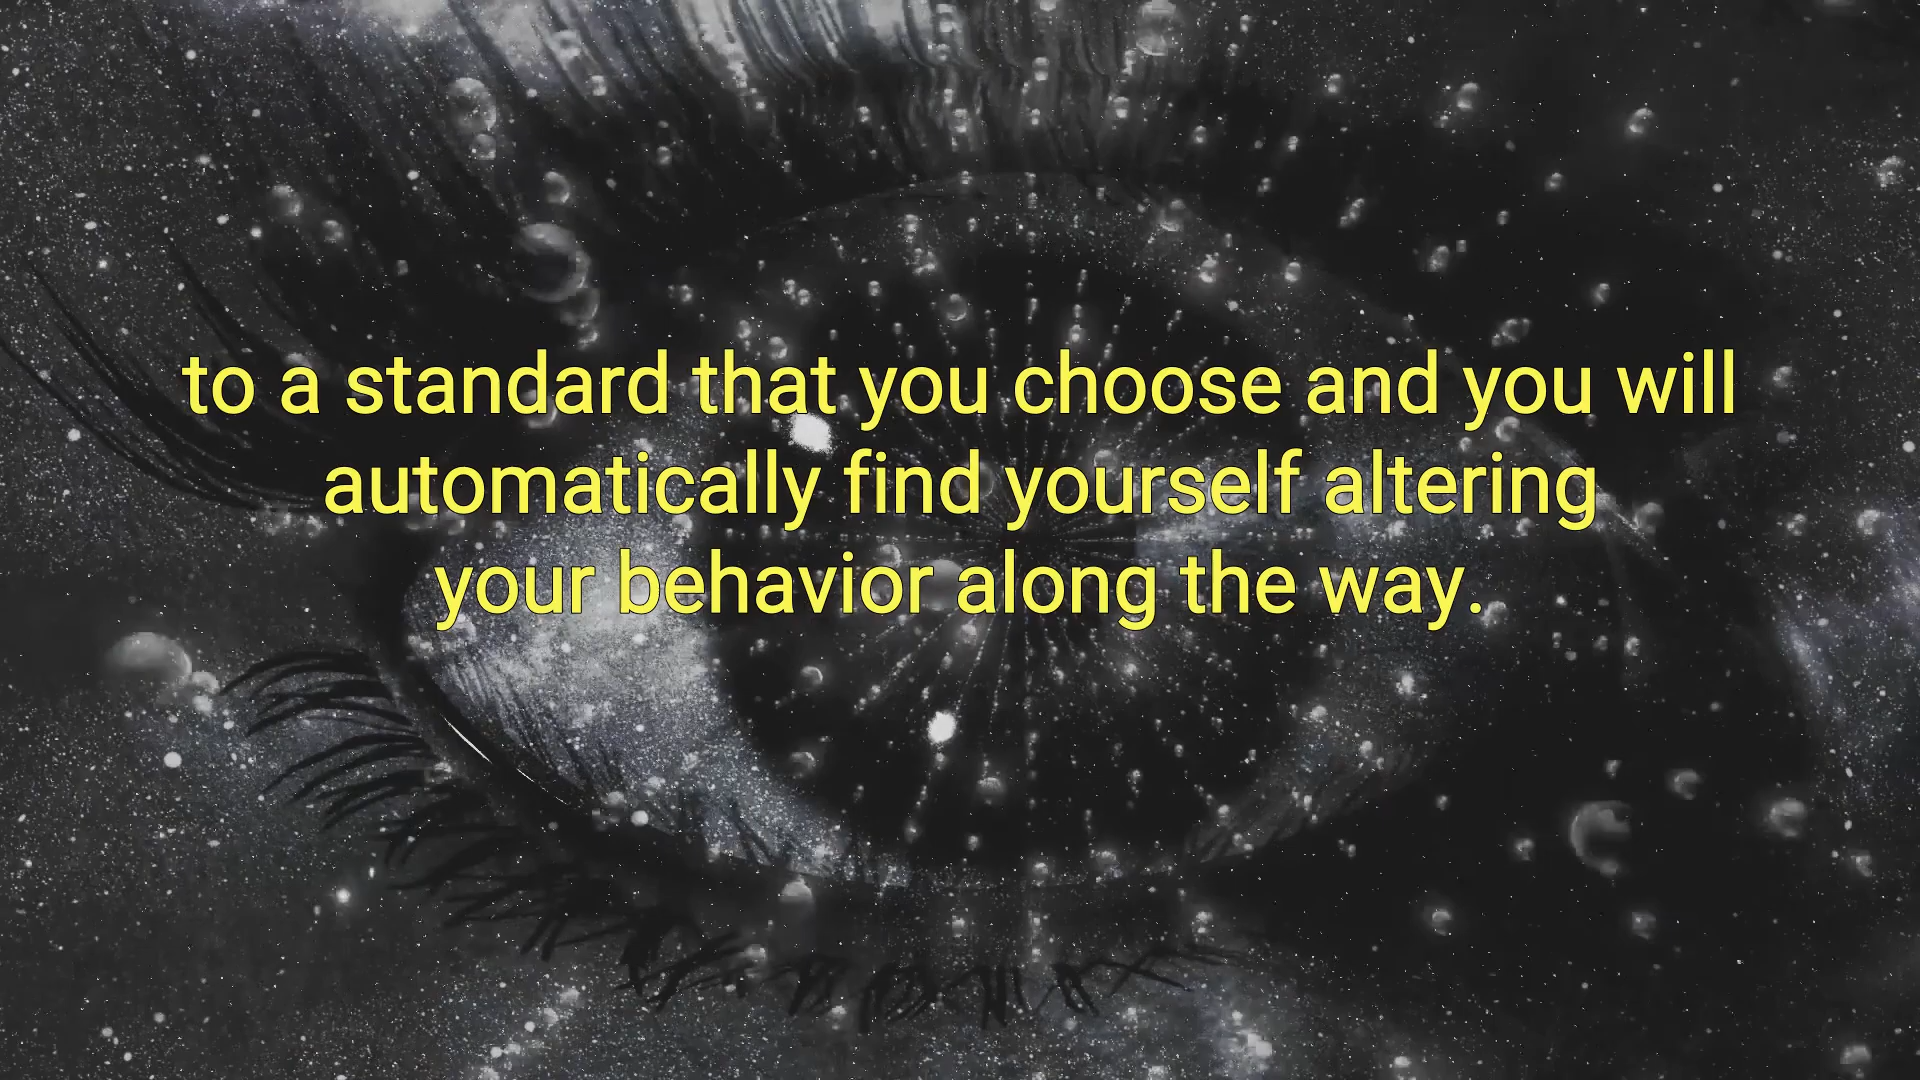 to a standard that you choose and you will
automatically find yourself altering
your behavior along the way.